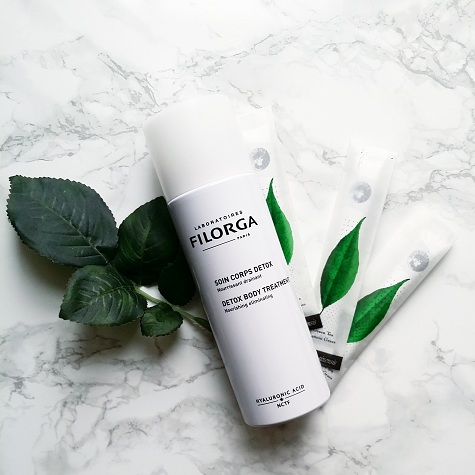 LABORATOIRES
FILORGA
PARIS
SOIN CORPS DETOX
Nourrissant drainant
DETOX BODY TREATMENT
Nourishing eliminating
HYALURONIC ACID
NCTF